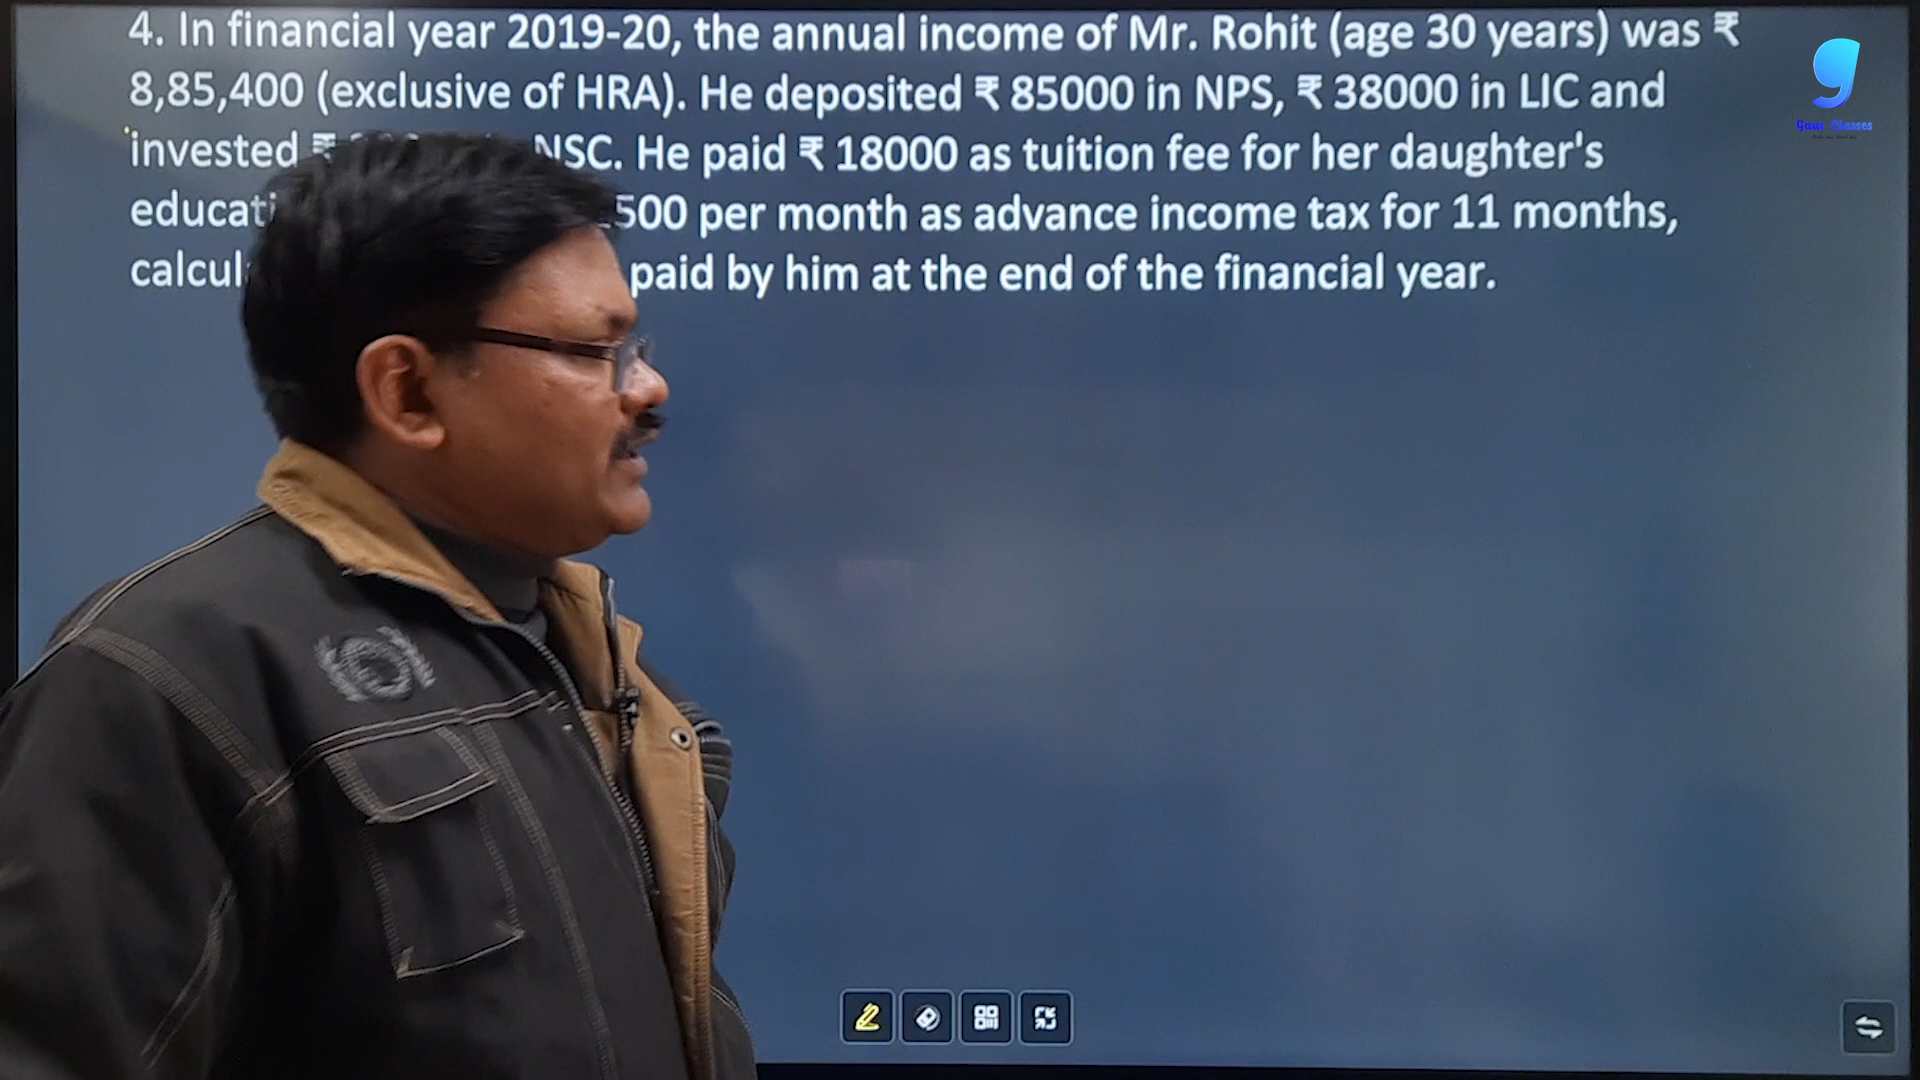 4. In financial year 2019-20, the annual income of Mr. Rohit (age 30 years) was ₹
8,85,400 (exclusive of HRA). He deposited ₹ 85000 in NPS, ₹ 38000 in LIC and
invested ₹ NSC. He paid ₹ 18000 as tuition fee for her daughter's
500 per month as advance income tax for 11 months,
paid by him at the end of the financial year.
g
Gaur Classes